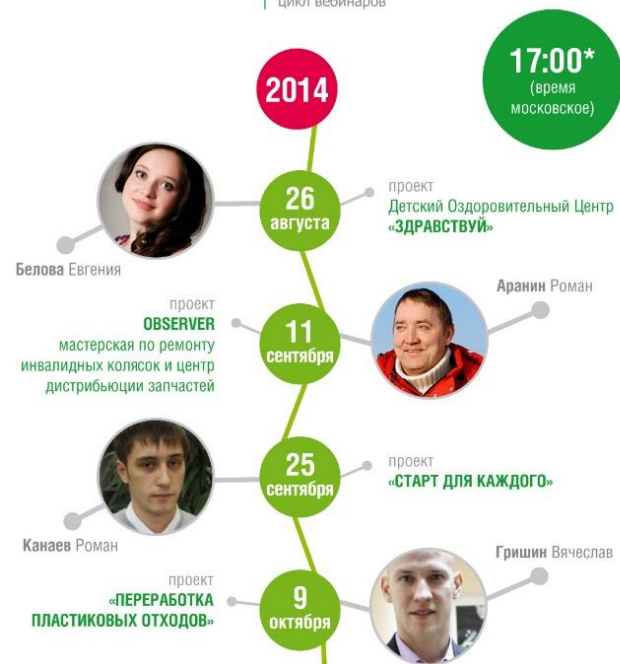 цикл вебинаров
2014
17:00*
(время
московское)
26
августа
проект
Детский Оздоровительный Центр
«ЗДРАВСТВУЙ»
Белова Евгения
Аранин Роман
проект
OBSERVER
мастерская по ремонту
инвалидных колясок и центр
дистрибьюции запчастей
11
сентября
25
сентября
проект
«СТАРТ ДЛЯ КАЖДОГО»
Канаев Роман
Гришин Вячеслав
проект
«ПЕРЕРАБОТКА
ПЛАСТИКОВЫХ ОТХОДОВ»
9
октября